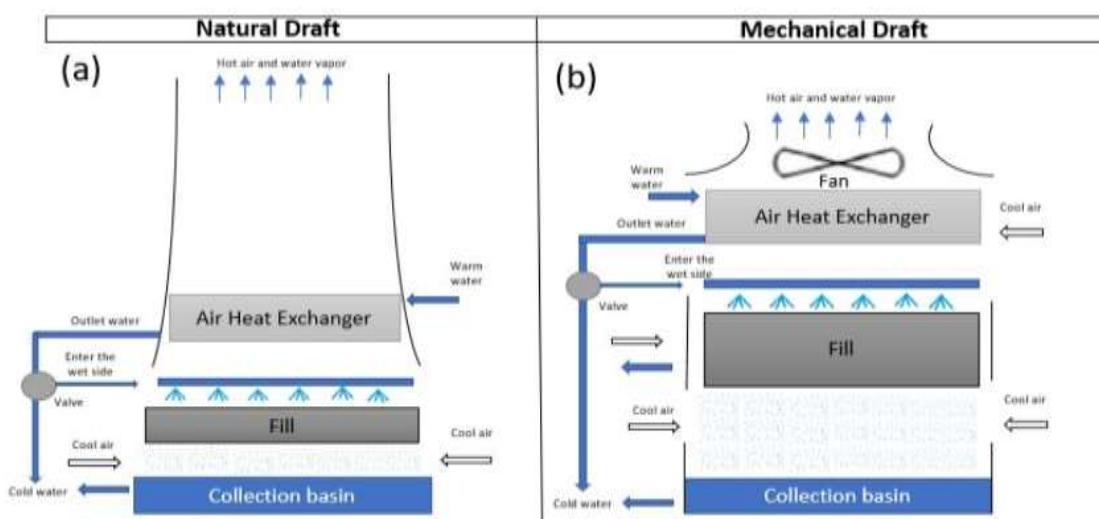 Natural Draft
Mechanical Draft
(a)
Hot air and water vapor
Warm
water
Air Heat Exchanger
Outlet water
Enter the
wet side
Valve
Fill
Cool air
Cool air
Cold water
Collection basin
(b)
Hot air and water vapor
Fan
Warm
water
Air Heat Exchanger
Cool air
Outlet water
Enter the
wet side
Valve
Fill
Cool air
Cool air
Cold water
Collection basin